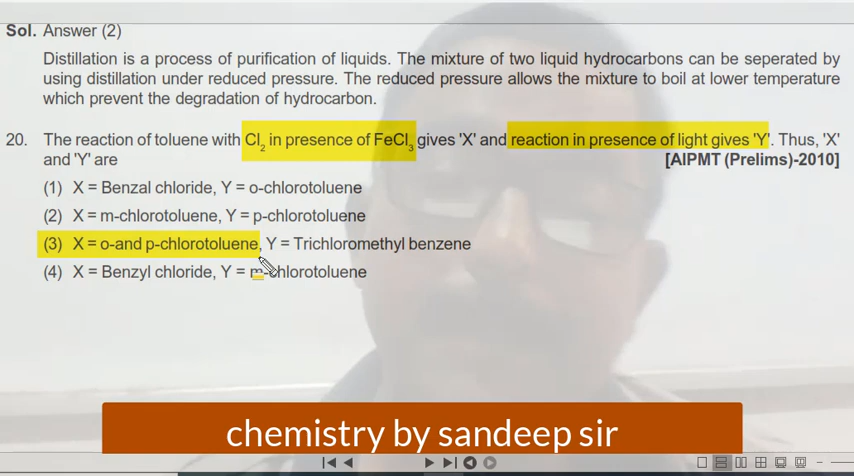 Sol. Answer (2)
Distillation is a process of purification of liquids. The mixture of two liquid hydrocarbons can be seperated by
using distillation under reduced pressure. The reduced pressure allows the mixture to boil at lower temperature
which prevent the degradation of hydrocarbon.
20. The reaction of toluene with Cl2 in presence of FeCl3 gives 'X' and reaction in presence of light gives 'Y'. Thus, 'X'
and 'Y' are [AIPMT (Prelims)-2010]
(1) X = Benzal chloride, Y = o-chlorotoluene
(2) X = m-chlorotoluene, Y = p-chlorotoluene
(3) X = o-and p-chlorotoluene, Y = Trichloromethyl benzene
(4) X = Benzyl chloride, Y = m-chlorotoluene
chemistry by sandeep sir